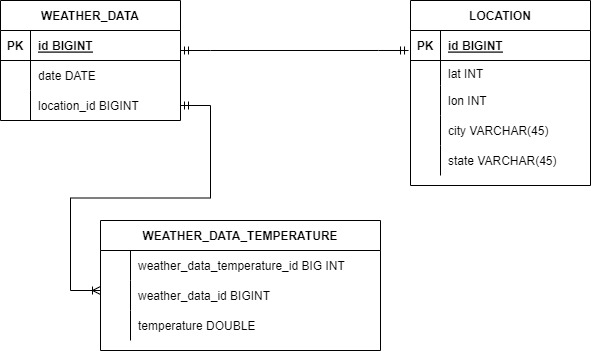 WEATHER_DATA
PK id BIGINT
date DATE
location_id BIGINT
LOCATION
PK id BIGINT
lat INT
lon INT
city VARCHAR(45)
state VARCHAR(45)
WEATHER_DATA_TEMPERATURE
weather_data_temperature_id BIG INT
weather_data_id BIGINT
temperature DOUBLE